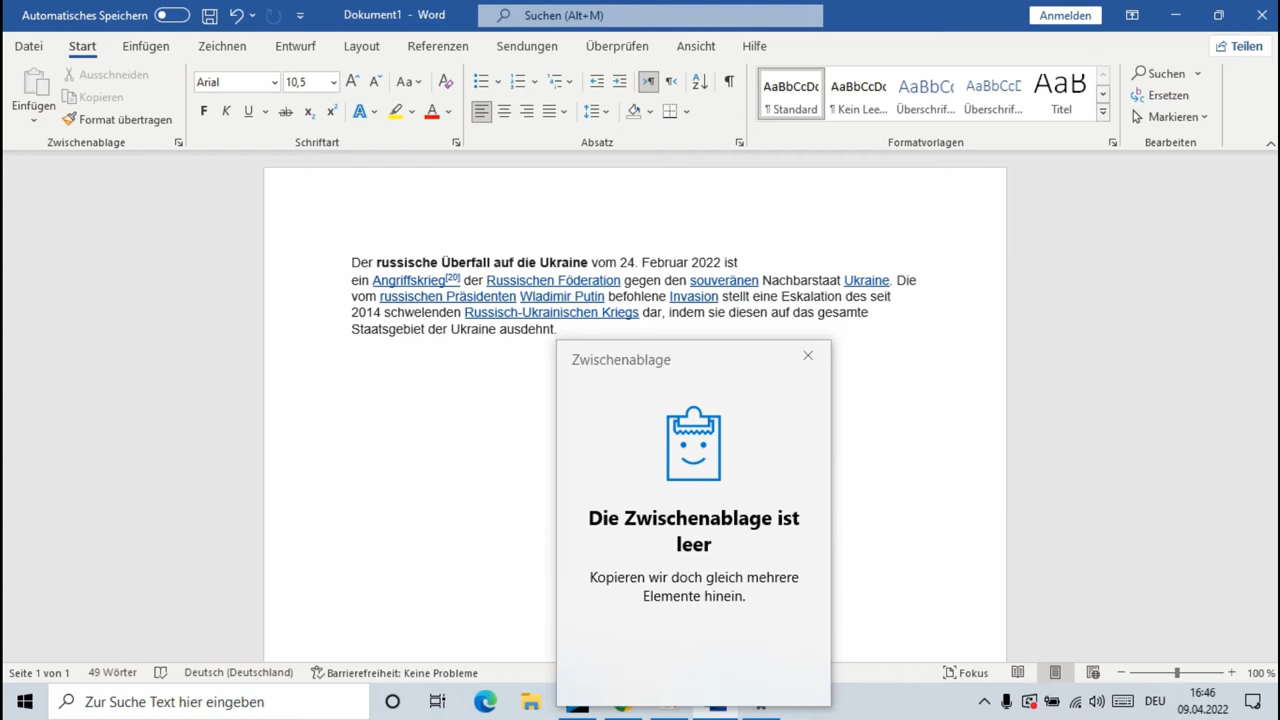 Automatisches Speichern
Dokument1 - Word
Suchen (Alt+M)
Anmelden
Datei Start Einfügen Zeichnen Entwurf Layout Referenzen Sendungen Überprüfen Ansicht Hilfe
Teilen
Einfügen
Ausschneiden
Kopieren
Format übertragen
Zwischenablage
Arial 10,5
F K U ab x₂ x²
Schriftart
Absatz
AaBbCcDc AaBbCcDc AaBbCc AaBbCcD AaB
¶ Standard ¶ Kein Lee... Überschrif... Überschrif... Titel
Formatvorlagen
Suchen
Ersetzen
Markieren
Bearbeiten
Der russische Überfall auf die Ukraine vom 24. Februar 2022 ist
ein Angriffskrieg[20] der Russischen Föderation gegen den souveränen Nachbarstaat Ukraine. Die
vom russischen Präsidenten Wladimir Putin befohlene Invasion stellt eine Eskalation des seit
2014 schwelenden Russisch-Ukrainischen Kriegs dar, indem sie diesen auf das gesamte
Staatsgebiet der Ukraine ausdehnt.
Zwischenablage
Die Zwischenablage ist
leer
Kopieren wir doch gleich mehrere
Elemente hinein.
Seite 1 von 1 49 Wörter Deutsch (Deutschland) Barrierefreiheit: Keine Probleme
Fokus
100 %
Zur Suche Text hier eingeben
DEU
16:46
09.04.2022